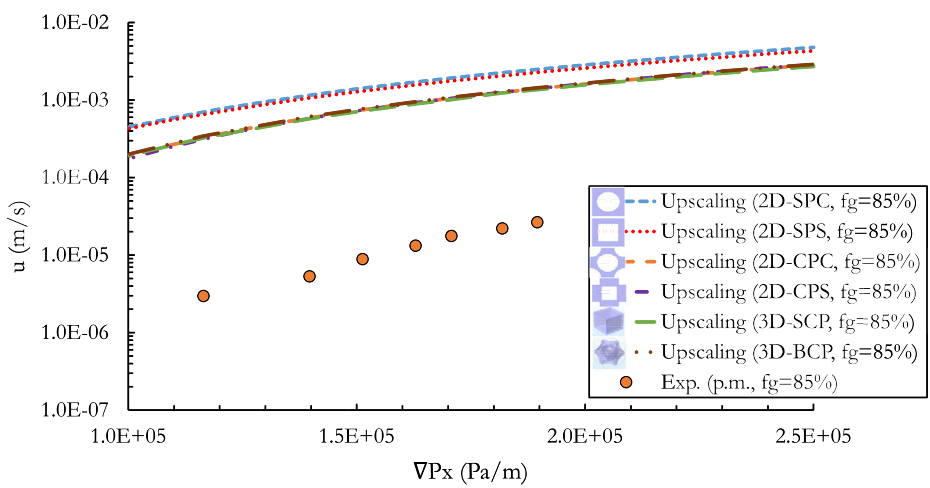 1.0E-02
1.0E-03
1.0E-04
1.0E-05
1.0E-06
1.0E-07
u (m/s)
1.0E+05
1.5E+05
2.0E+05
2.5E+05
∇Px (Pa/m)
Upscaling (2D-SPC, fg=85%)
Upscaling (2D-SPS, fg=85%)
Upscaling (2D-CPC, fg=85%)
Upscaling (2D-CPS, fg=85%)
Upscaling (3D-SCP, fg=85%)
Upscaling (3D-BCP, fg=85%)
Exp. (p.m., fg=85%)